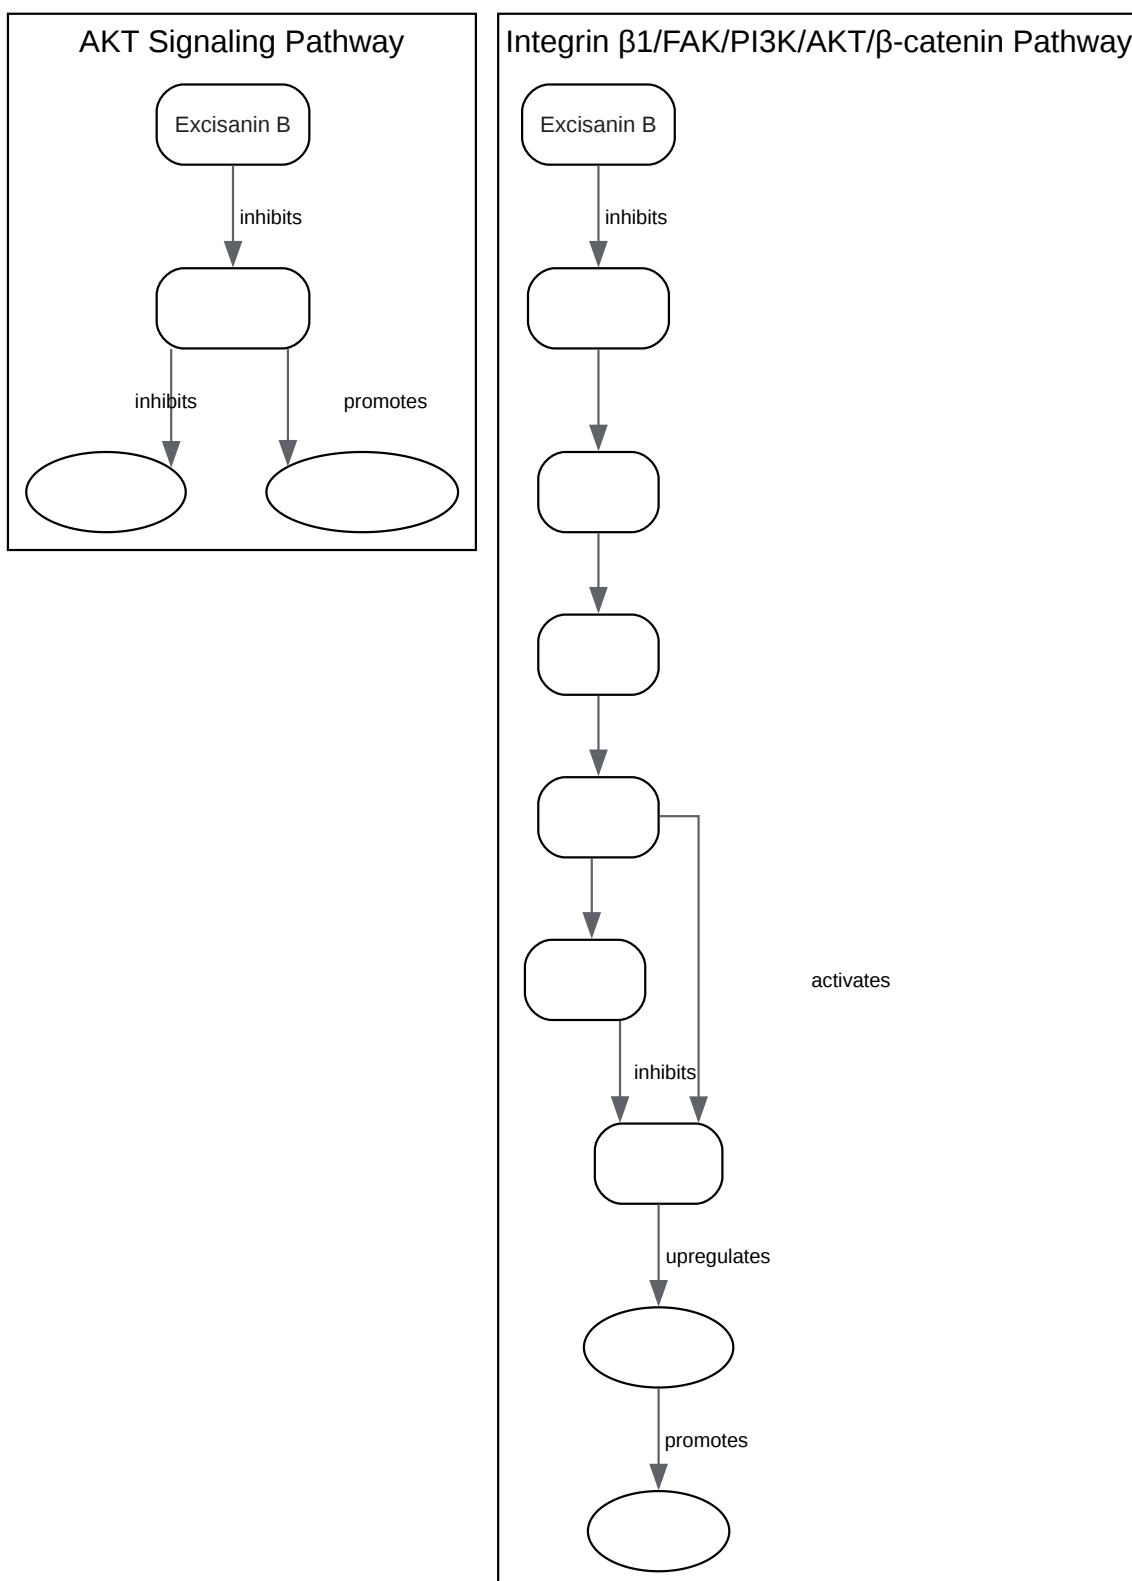 AKT Signaling Pathway
Excisanin B
inhibits
inhibits
promotes
Integrin β1/FAK/PI3K/AKT/β-catenin Pathway
Excisanin B
inhibits
activates
inhibits
upregulates
promotes